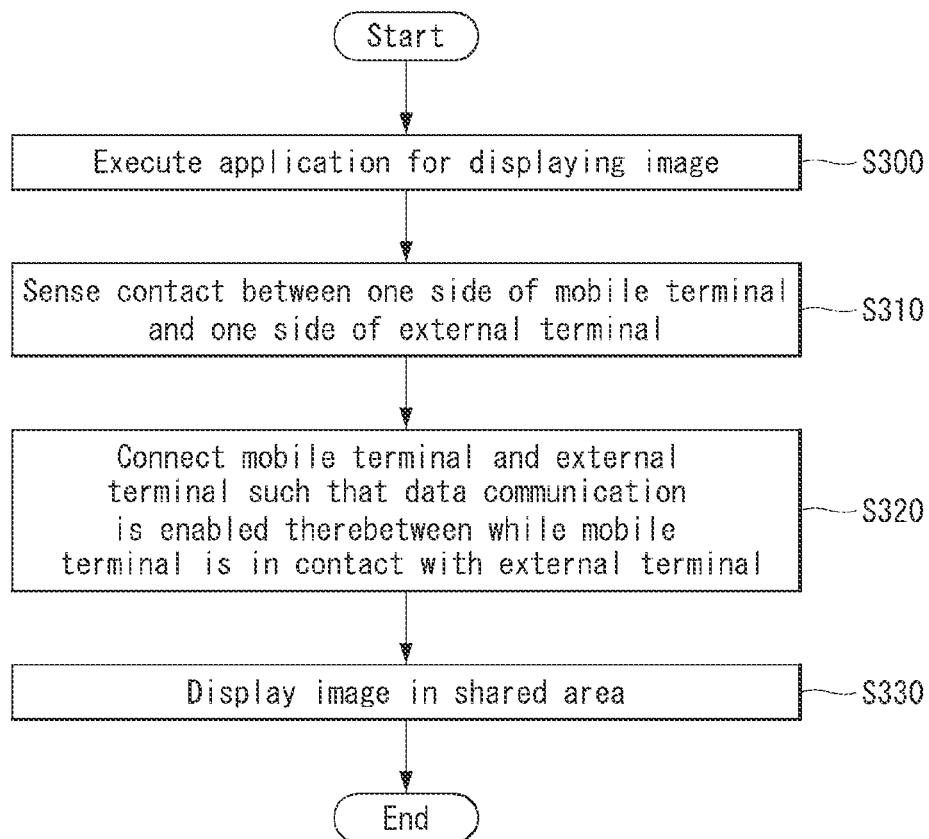 Start
Execute application for displaying image
S300
Sense contact between one side of mobile terminal
and one side of external terminal
S310
Connect mobile terminal and external
terminal such that data communication
is enabled therebetween while mobile
terminal is in contact with external terminal
S320
Display image in shared area
S330
End